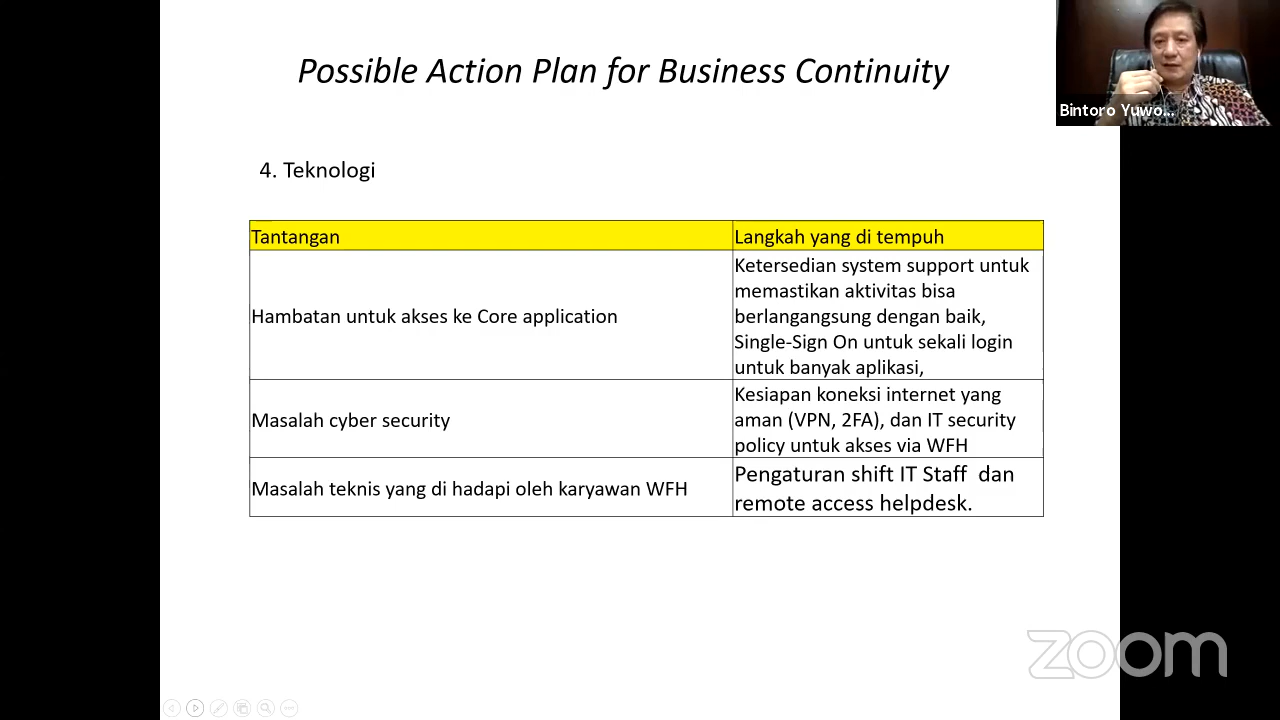 Possible Action Plan for Business Continuity
Bintoro Yuwo...
4. Teknologi
Tantangan
Langkah yang di tempuh
Hambatan untuk akses ke Core application
Ketersedian system support untuk
memastikan aktivitas bisa
berlangangsung dengan baik,
Single-Sign On untuk sekali login
untuk banyak aplikasi,
Masalah cyber security
Kesiapan koneksi internet yang
aman (VPN, 2FA), dan IT security
policy untuk akses via WFH
Masalah teknis yang di hadapi oleh karyawan WFH
Pengaturan shift IT Staff  dan
remote access helpdesk.
zoom